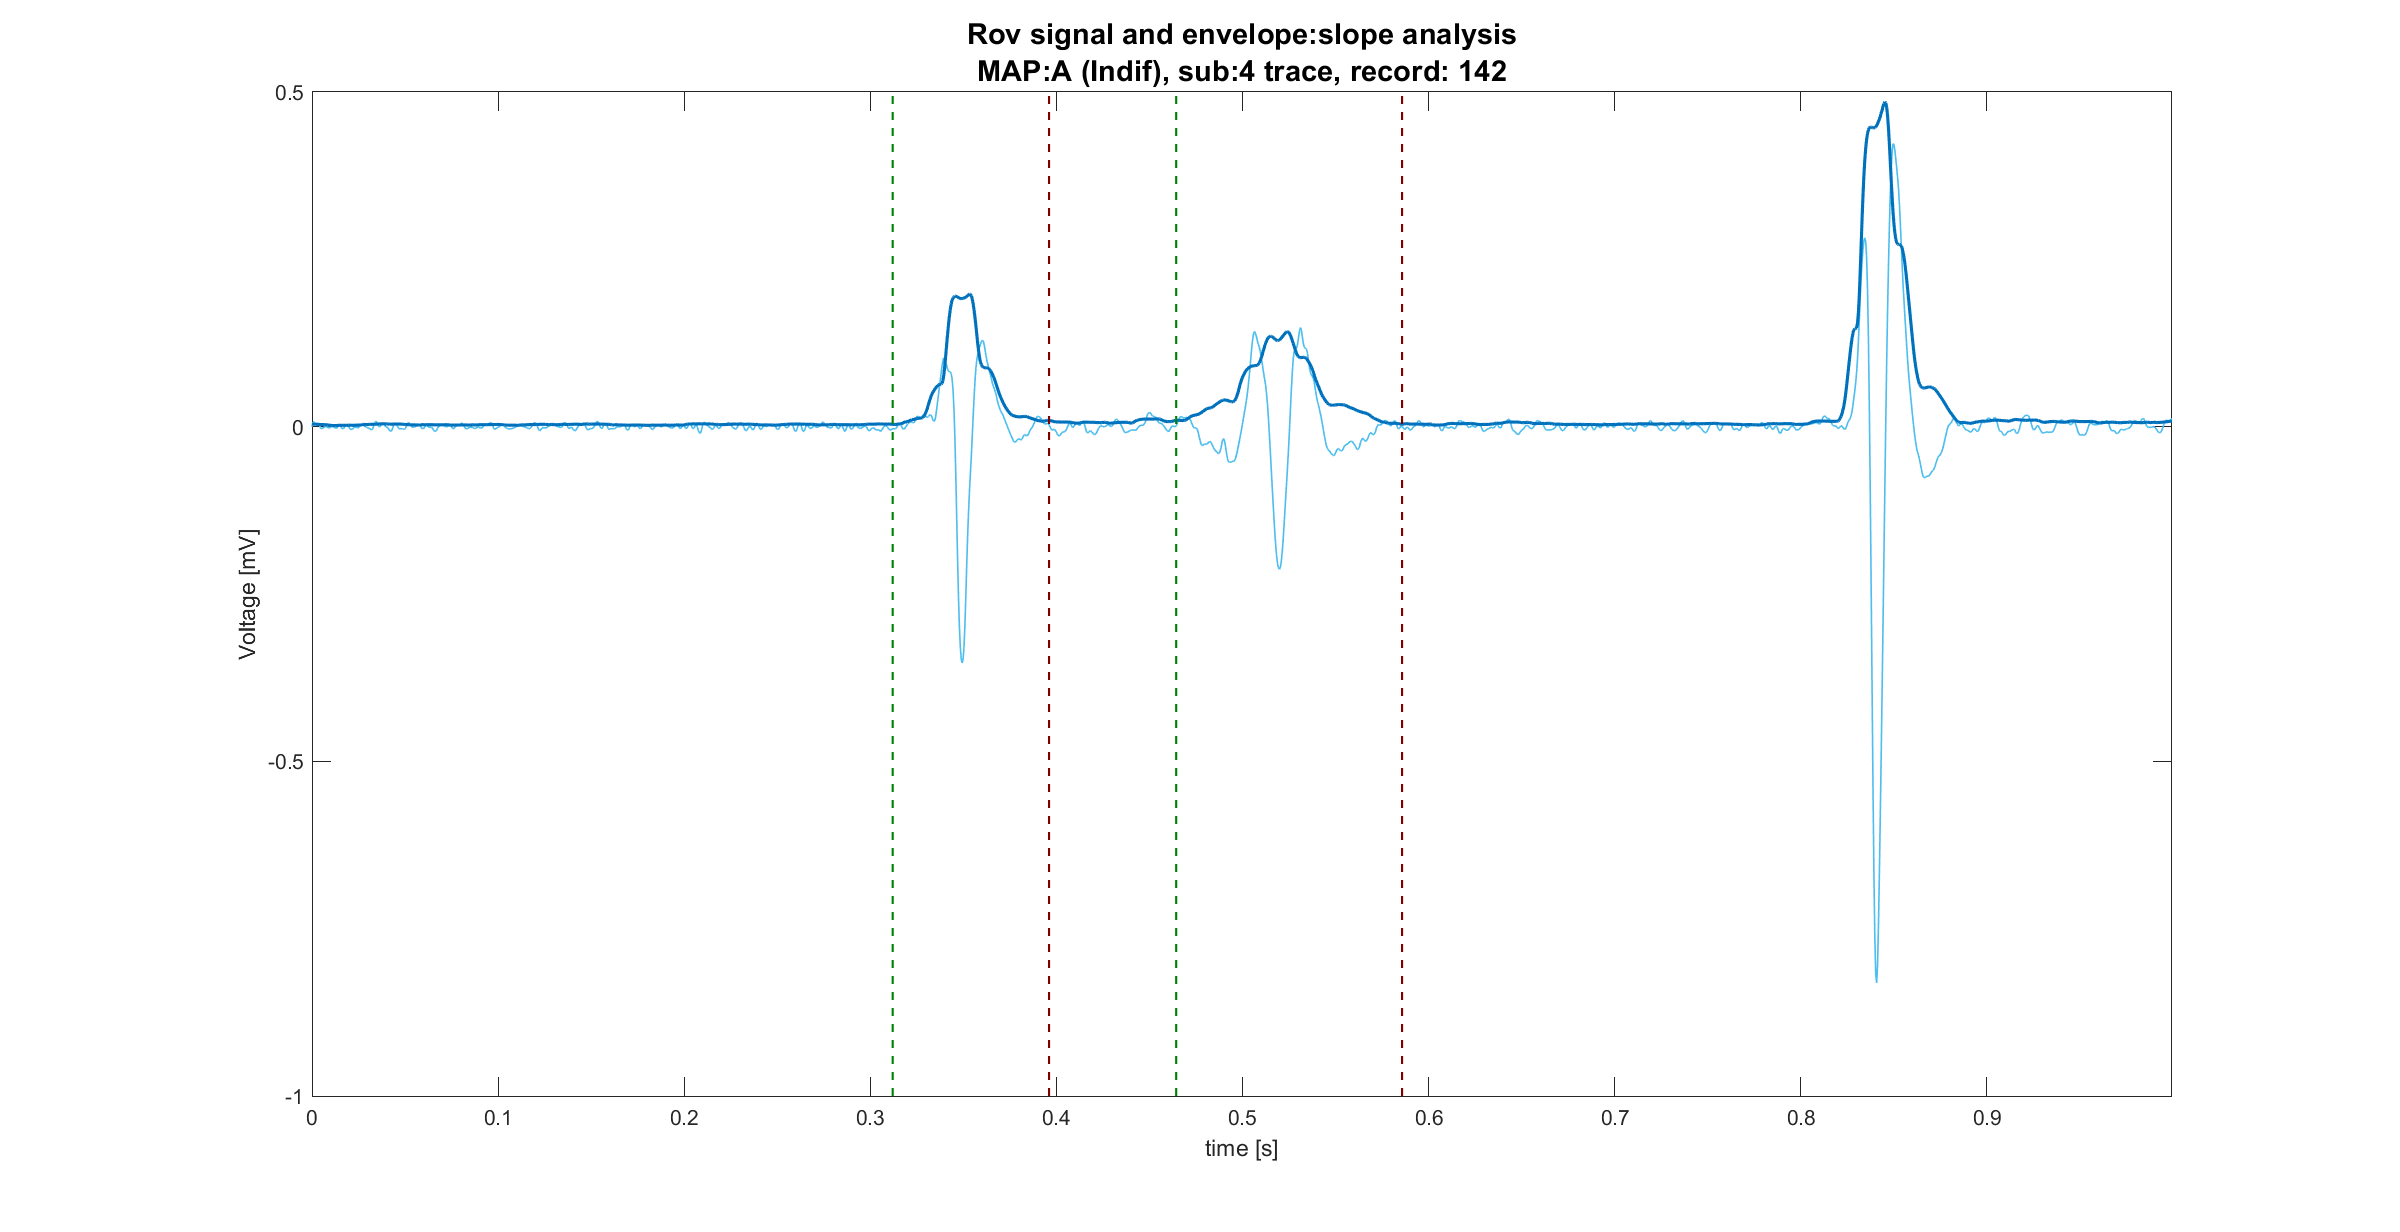 Rov signal and envelope:slope analysis
MAP:A (Indif), sub:4 trace, record: 142
0.5
0
-0.5
-1
Voltage [mV]
0 0.1 0.2 0.3 0.4 0.5 0.6 0.7 0.8 0.9
time [s]